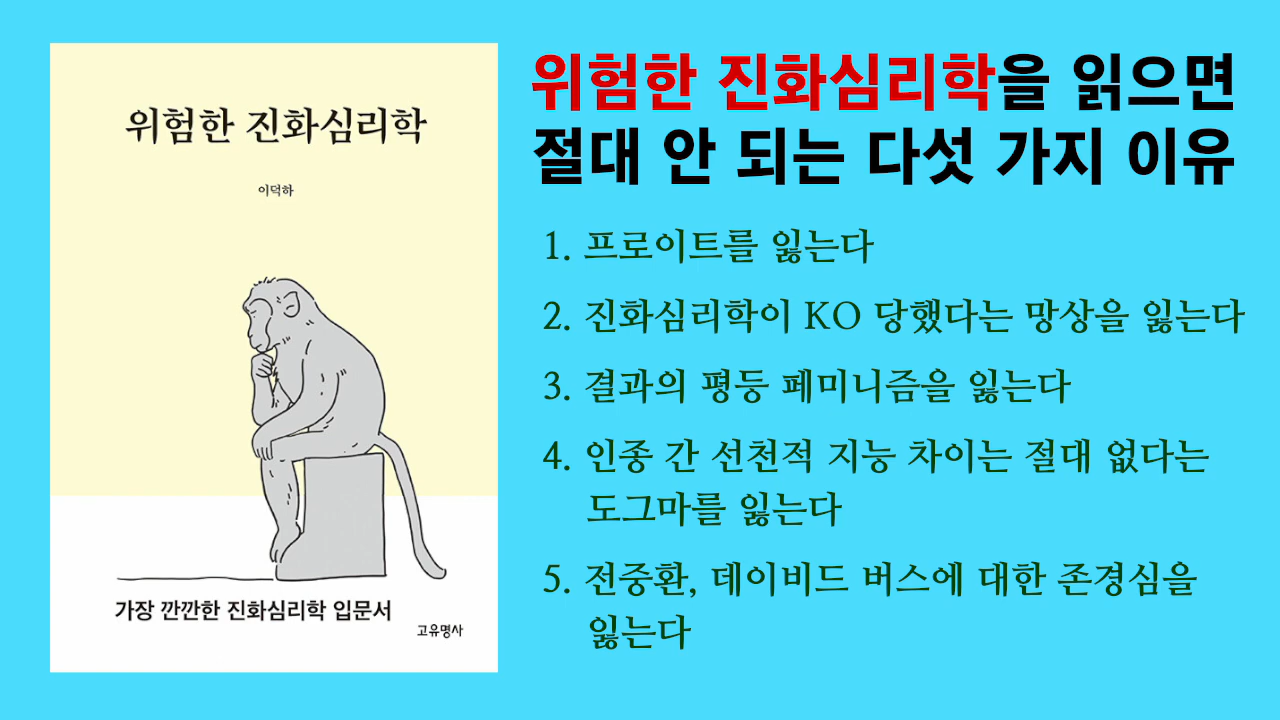 위험한 진화심리학
이덕하
가장 깐깐한 진화심리학 입문서
고유명사
위험한 진화심리학을 읽으면
절대 안 되는 다섯 가지 이유
1. 프로이트를 잃는다
2. 진화심리학이 KO 당했다는 망상을 잃는다
3. 결과의 평등 페미니즘을 잃는다
4. 인종 간 선천적 지능 차이는 절대 없다는
도그마를 잃는다
5. 전중환, 데이비드 버스에 대한 존경심을
잃는다